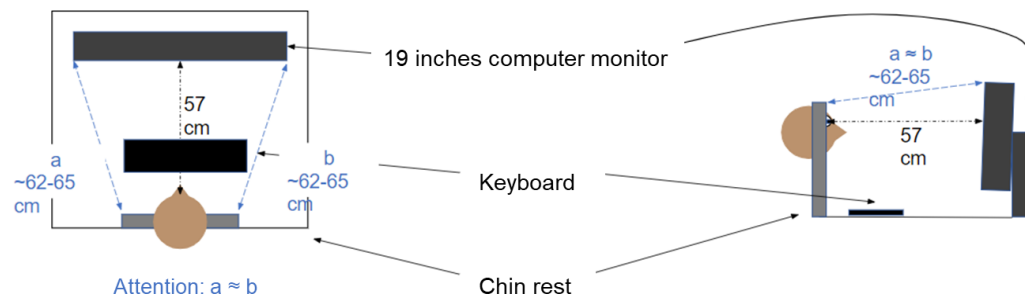 19 inches computer monitor
57
cm
a
~62-65
cm
b
~62-65
cm
Keyboard
Chin rest
Attention: a ≈ b
a ≈ b
~62-65
cm
57
cm